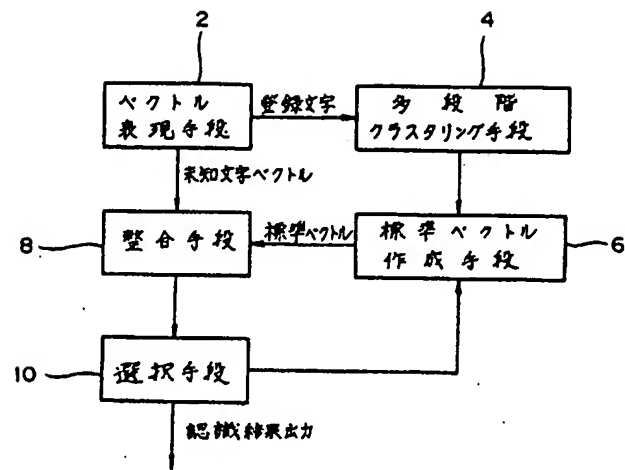 2
4
ベクトル
表現手段
登録文字
多段階
クラスタリング手段
未知文字ベクトル
8
整合手段
標準ベクトル
標準ベクトル
作成手段
6
10
選択手段
認識結果出力